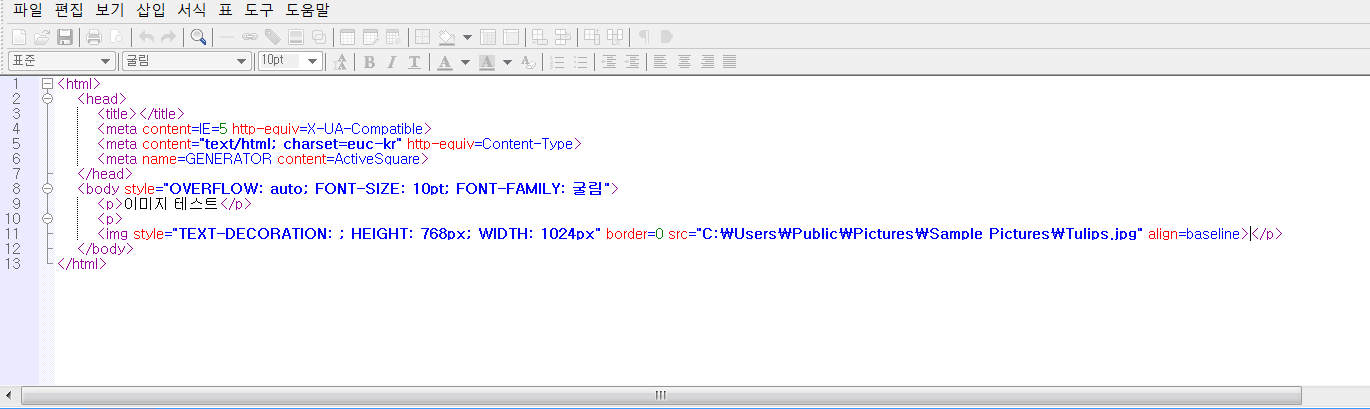 파일 편집 보기 삽입 서식 표 도구 도움말
표준 굴림 10pt
1 <html>
2 <head>
3 <title></title>
4 <meta content=IE=5 http-equiv=X-UA-Compatible>
5 <meta content="text/html; charset=euc-kr" http-equiv=Content-Type>
6 <meta name=GENERATOR content=ActiveSquare>
7 </head>
8 <body style="OVERFLOW: auto; FONT-SIZE: 10pt; FONT-FAMILY: 굴림">
9 <p>이미지 테스트</p>
10 <p>
11 <img style="TEXT-DECORATION: ; HEIGHT: 768px; WIDTH: 1024px" border=0 src="C:₩Users₩Public₩Pictures₩Sample Pictures₩Tulips.jpg" align=baseline></p>
12 </body>
13 </html>